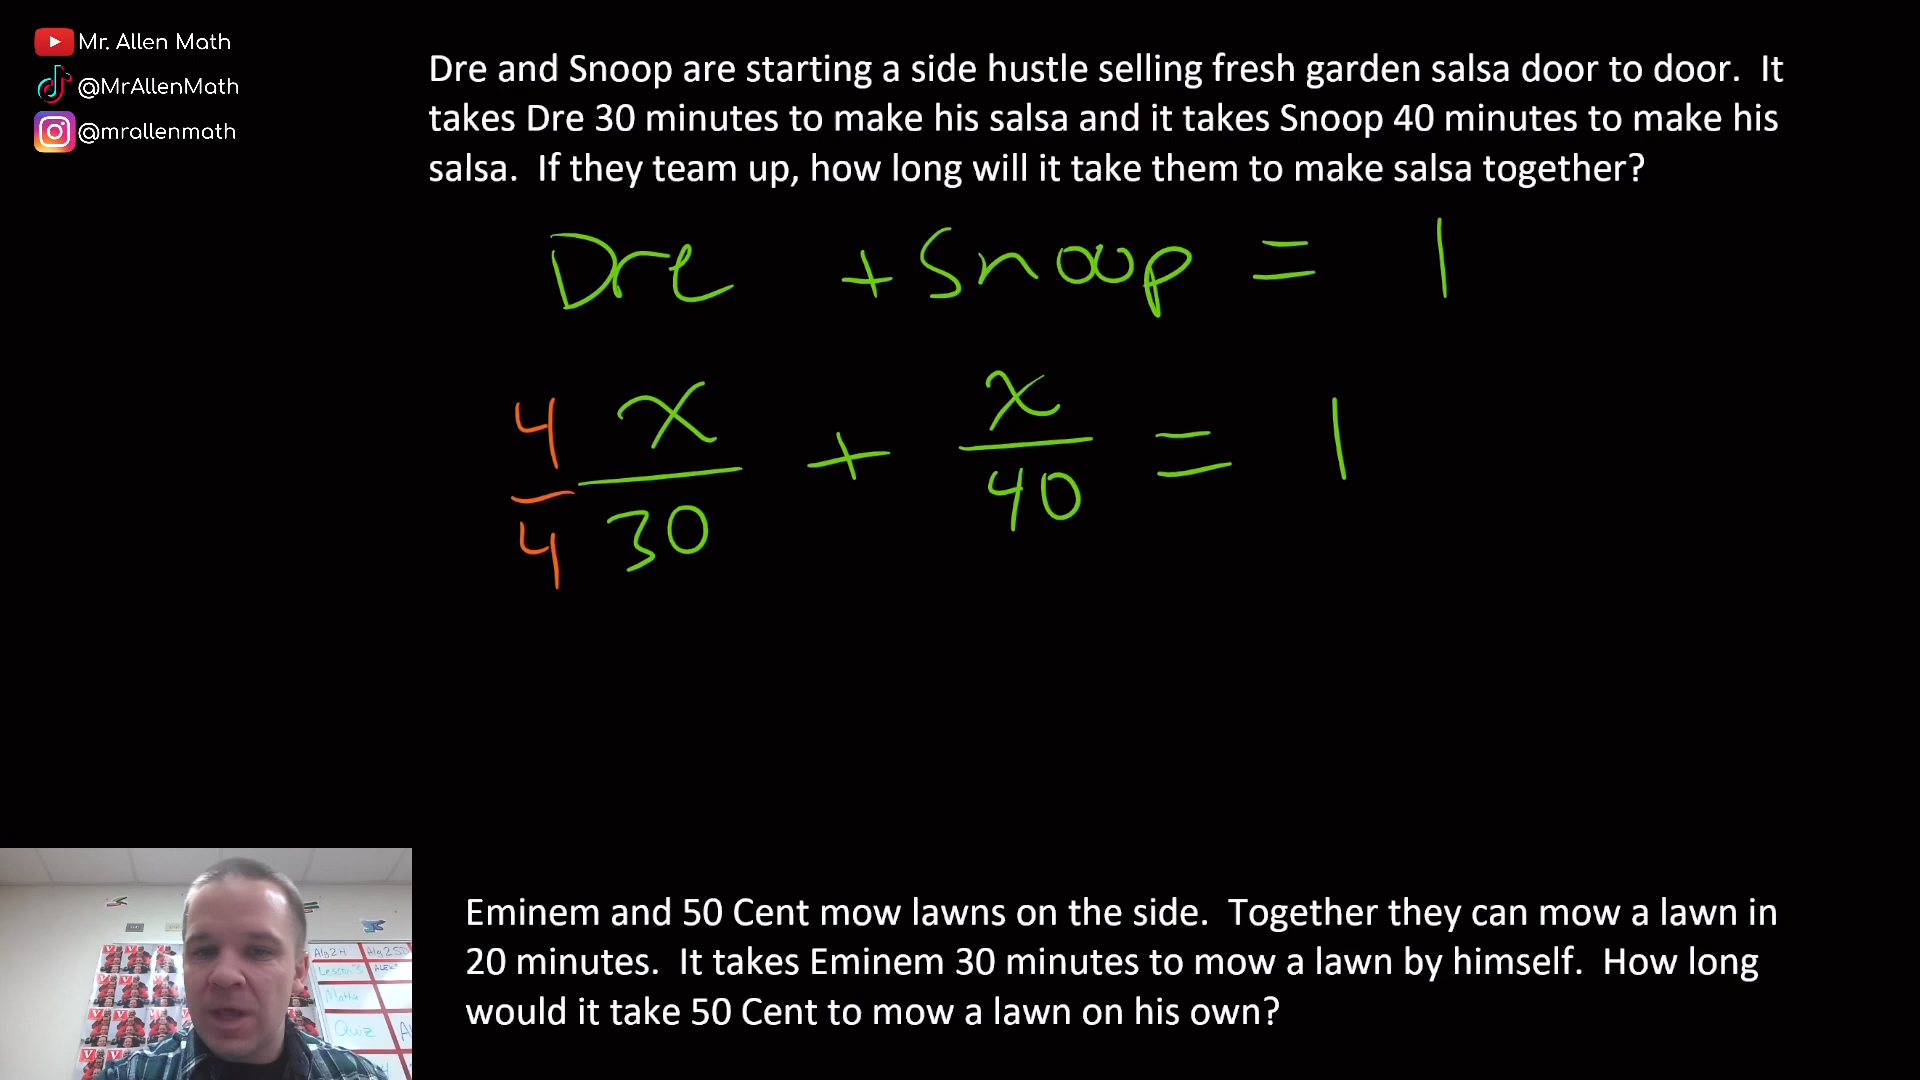 Mr. Allen Math
@MrAllenMath
@mrallenmath
Dre and Snoop are starting a side hustle selling fresh garden salsa door to door. It
takes Dre 30 minutes to make his salsa and it takes Snoop 40 minutes to make his
salsa. If they team up, how long will it take them to make salsa together?
Dre + Snoop = 1
4/4 x/30 + x/40 = 1
Eminem and 50 Cent mow lawns on the side. Together they can mow a lawn in
20 minutes. It takes Eminem 30 minutes to mow a lawn by himself. How long
would it take 50 Cent to mow a lawn on his own?
Quiz